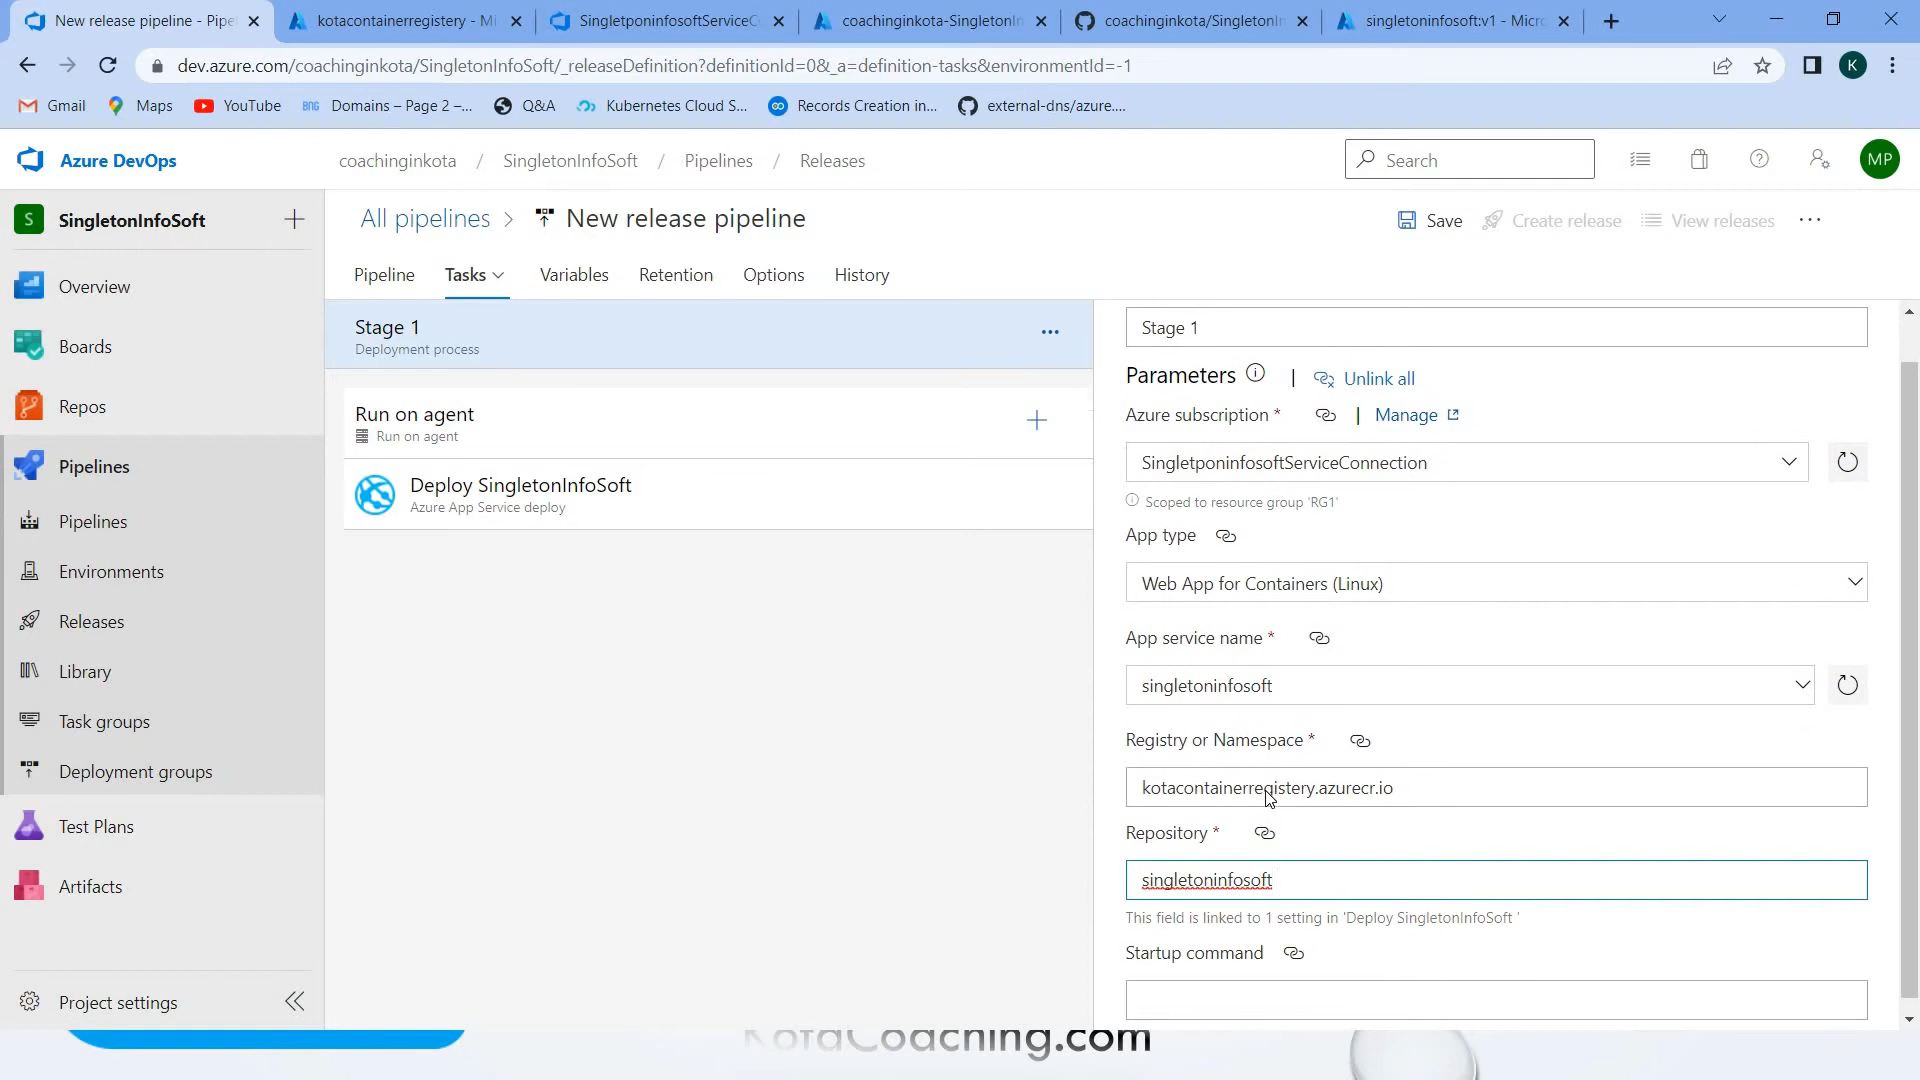 New release pipeline - Pipe
kotacontainerregistery - Mi
SingletponinfosoftServiceCo
coachinginkota-SingletonIn
coachinginkota/SingletonIn
singletoninfosoft:v1 - Micro
dev.azure.com/coachinginkota/SingletonInfoSoft/_releaseDefinition?definitionId=0&_a=definition-tasks&environmentId=-1
K
Gmail
Maps
YouTube
BNG Domains – Page 2 –...
Q&A
Kubernetes Cloud S...
Records Creation in...
external-dns/azure....
Azure DevOps
coachinginkota / SingletonInfoSoft / Pipelines / Releases
Search
MP
S SingletonInfoSoft
All pipelines > New release pipeline
Save
Create release
View releases
Pipeline
Tasks
Variables
Retention
Options
History
Overview
Boards
Repos
Pipelines
Pipelines
Environments
Releases
Library
Task groups
Deployment groups
Test Plans
Artifacts
Project settings
Stage 1
Deployment process
Run on agent
Run on agent
Deploy SingletonInfoSoft
Azure App Service deploy
Stage 1
Parameters | Unlink all
Azure subscription * | Manage
SingletponinfosoftServiceConnection
Scoped to resource group 'RG1'
App type
Web App for Containers (Linux)
App service name *
singletoninfosoft
Registry or Namespace *
kotacontainerregistery.azurecr.io
Repository *
singletoninfosoft
This field is linked to 1 setting in 'Deploy SingletonInfoSoft '
Startup command
KotaCoaching.com